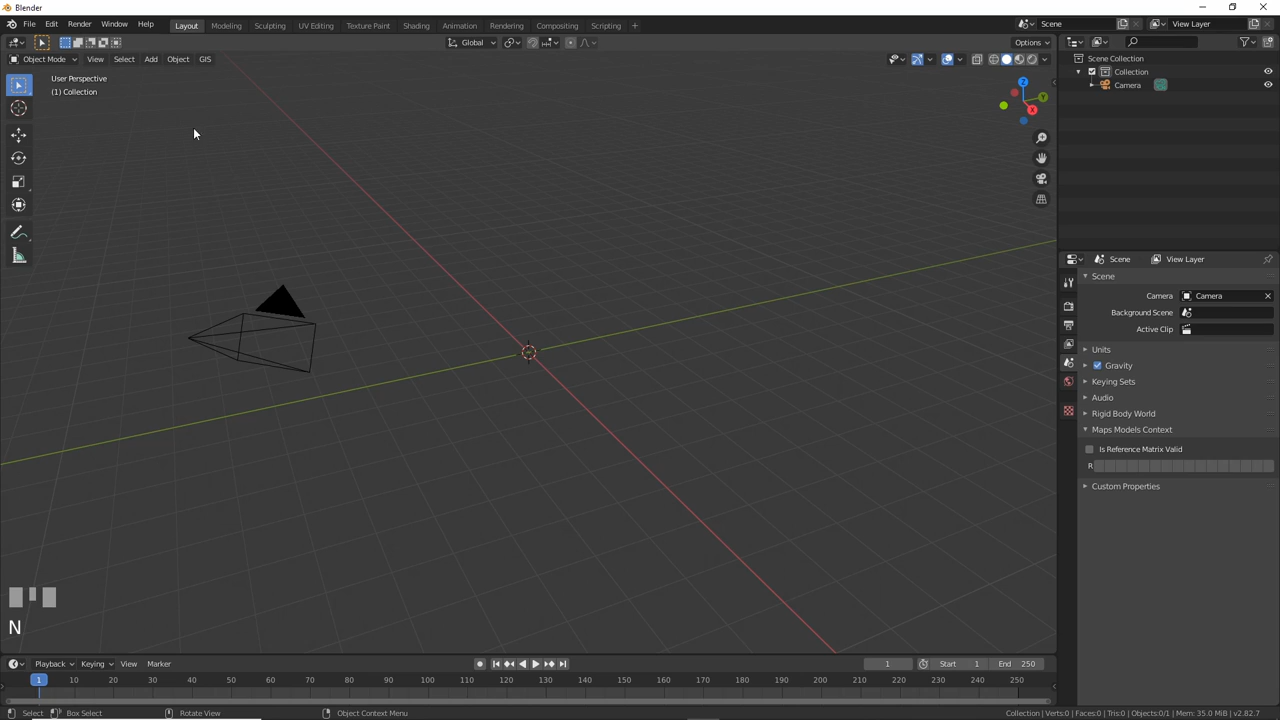 Blender
File Edit Render Window Help Layout Modeling Sculpting UV Editing Texture Paint Shading Animation Rendering Compositing Scripting + Scene View Layer
Global Options
Object Mode View Select Add Object GIS
User Perspective
(1) Collection
Z
Y
X
Scene Collection
Collection
Camera
Scene View Layer
Scene
Camera Camera
Background Scene
Active Clip
Units
Gravity
Keying Sets
Audio
Rigid Body World
Maps Models Context
Is Reference Matrix Valid
R
Custom Properties
N
Playback Keying View Marker 1 Start 1 End 250
1 10 20 30 40 50 60 70 80 90 100 110 120 130 140 150 160 170 180 190 200 210 220 230 240 250
Select Box Select Rotate View Object Context Menu Collection | Verts:0 | Faces:0 | Tris:0 | Objects:0/1 | Mem: 35.0 MiB | v2.82.7